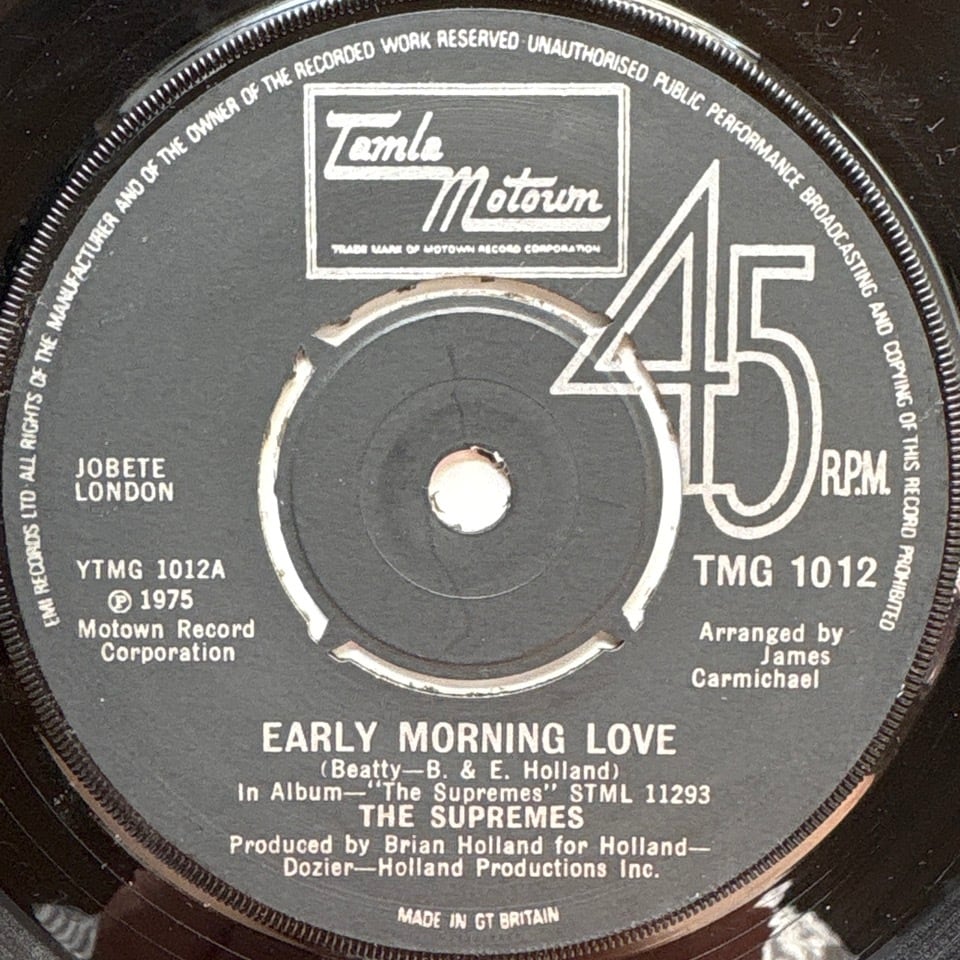 EMI RECORDS LTD ALL RIGHTS OF THE MANUFACTURER AND OF THE OWNER OF THE RECORDED WORK RESERVED UNAUTHORISED PUBLIC PERFORMANCE BROADCASTING AND COPYING OF THIS RECORD PROHIBITED
Tamla
Motown
TRADE MARK OF MOTOWN RECORD CORPORATION
45
R.P.M.
JOBETE
LONDON
YTMG 1012A
℗ 1975
Motown Record
Corporation
TMG 1012
Arranged by
James
Carmichael
EARLY MORNING LOVE
(Beatty—B. & E. Holland)
In Album—"The Supremes" STML 11293
THE SUPREMES
Produced by Brian Holland for Holland—
Dozier—Holland Productions Inc.
MADE IN GT BRITAIN